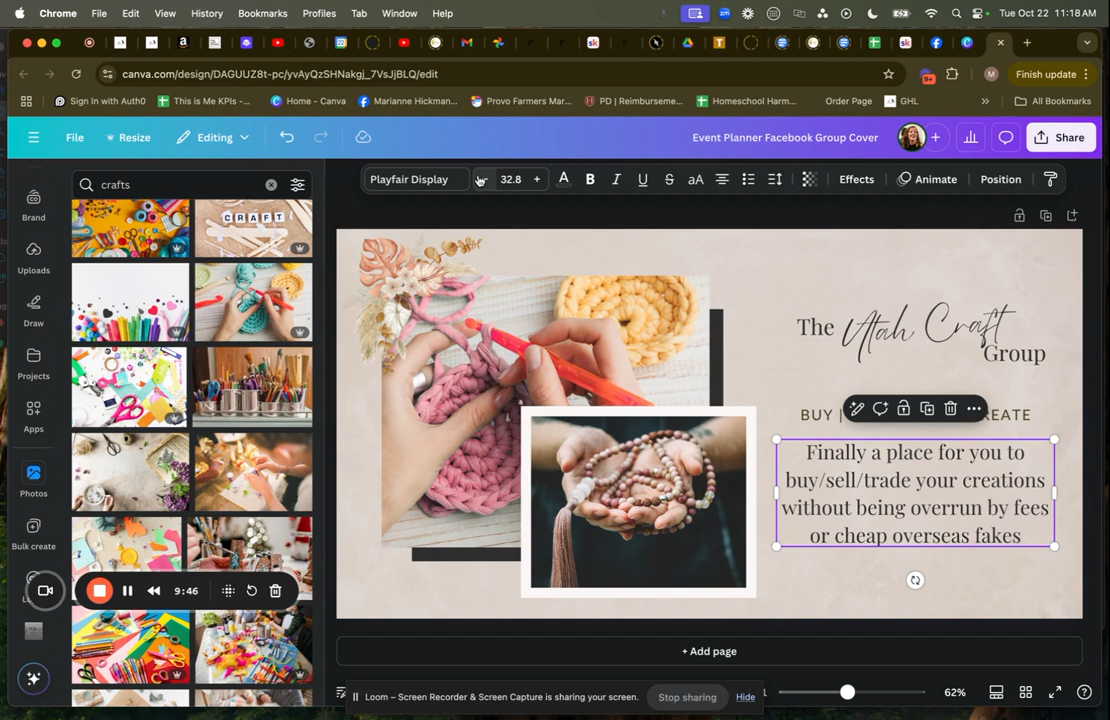 Chrome File Edit View History Bookmarks Profiles Tab Window Help
Tue Oct 22 11:18 AM
canva.com/design/DAGUUZ8t-pc/yvAyQzSHNakgj_7VsJjBLQ/edit
M
Finish update
Sign In with Auth0
This is Me KPIs -...
Home - Canva
Marianne Hickman...
Provo Farmers Mar...
PD | Reimburseme...
Homeschool Harm...
Order Page
GHL
All Bookmarks
File
Resize
Editing
Event Planner Facebook Group Cover
Share
crafts
Playfair Display
32.8
aA
Effects
Animate
Position
Brand
Uploads
Draw
Projects
Apps
Photos
Bulk create
CRAFT
The Utah Craft
Group
BUY |
Finally a place for you to
buy/sell/trade your creations
without being overrun by fees
or cheap overseas fakes
9:46
+ Add page
Loom – Screen Recorder & Screen Capture is sharing your screen.
Stop sharing
Hide
62%